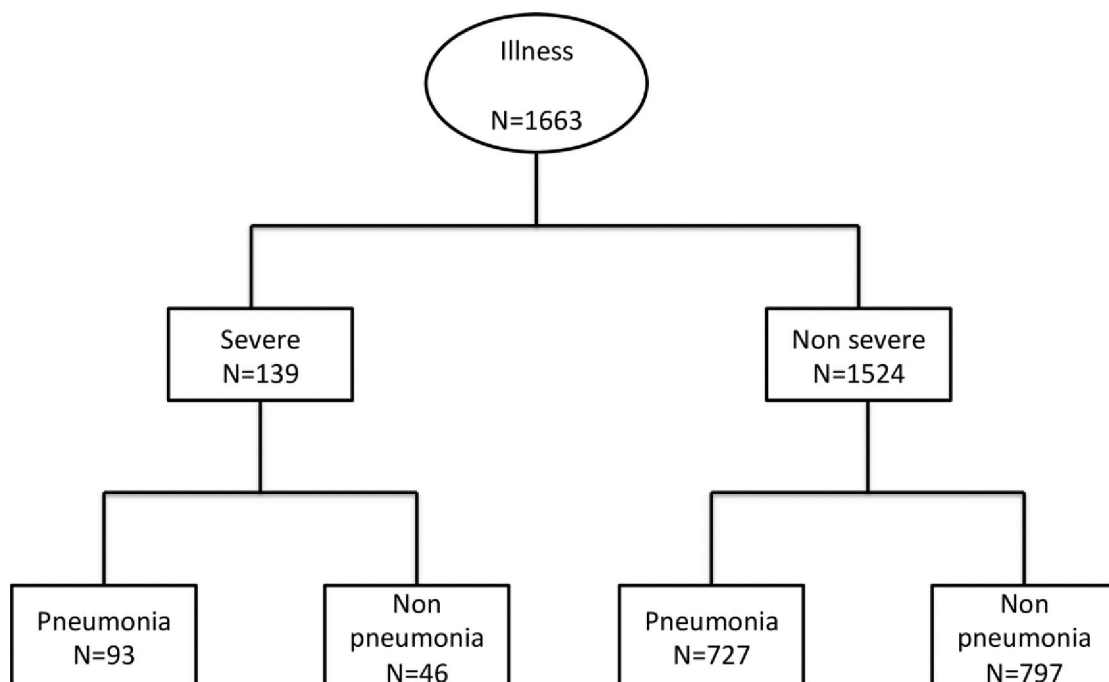 Illness
N=1663
Severe
N=139
Non severe
N=1524
Pneumonia
N=93
Non
pneumonia
N=46
Pneumonia
N=727
Non
pneumonia
N=797